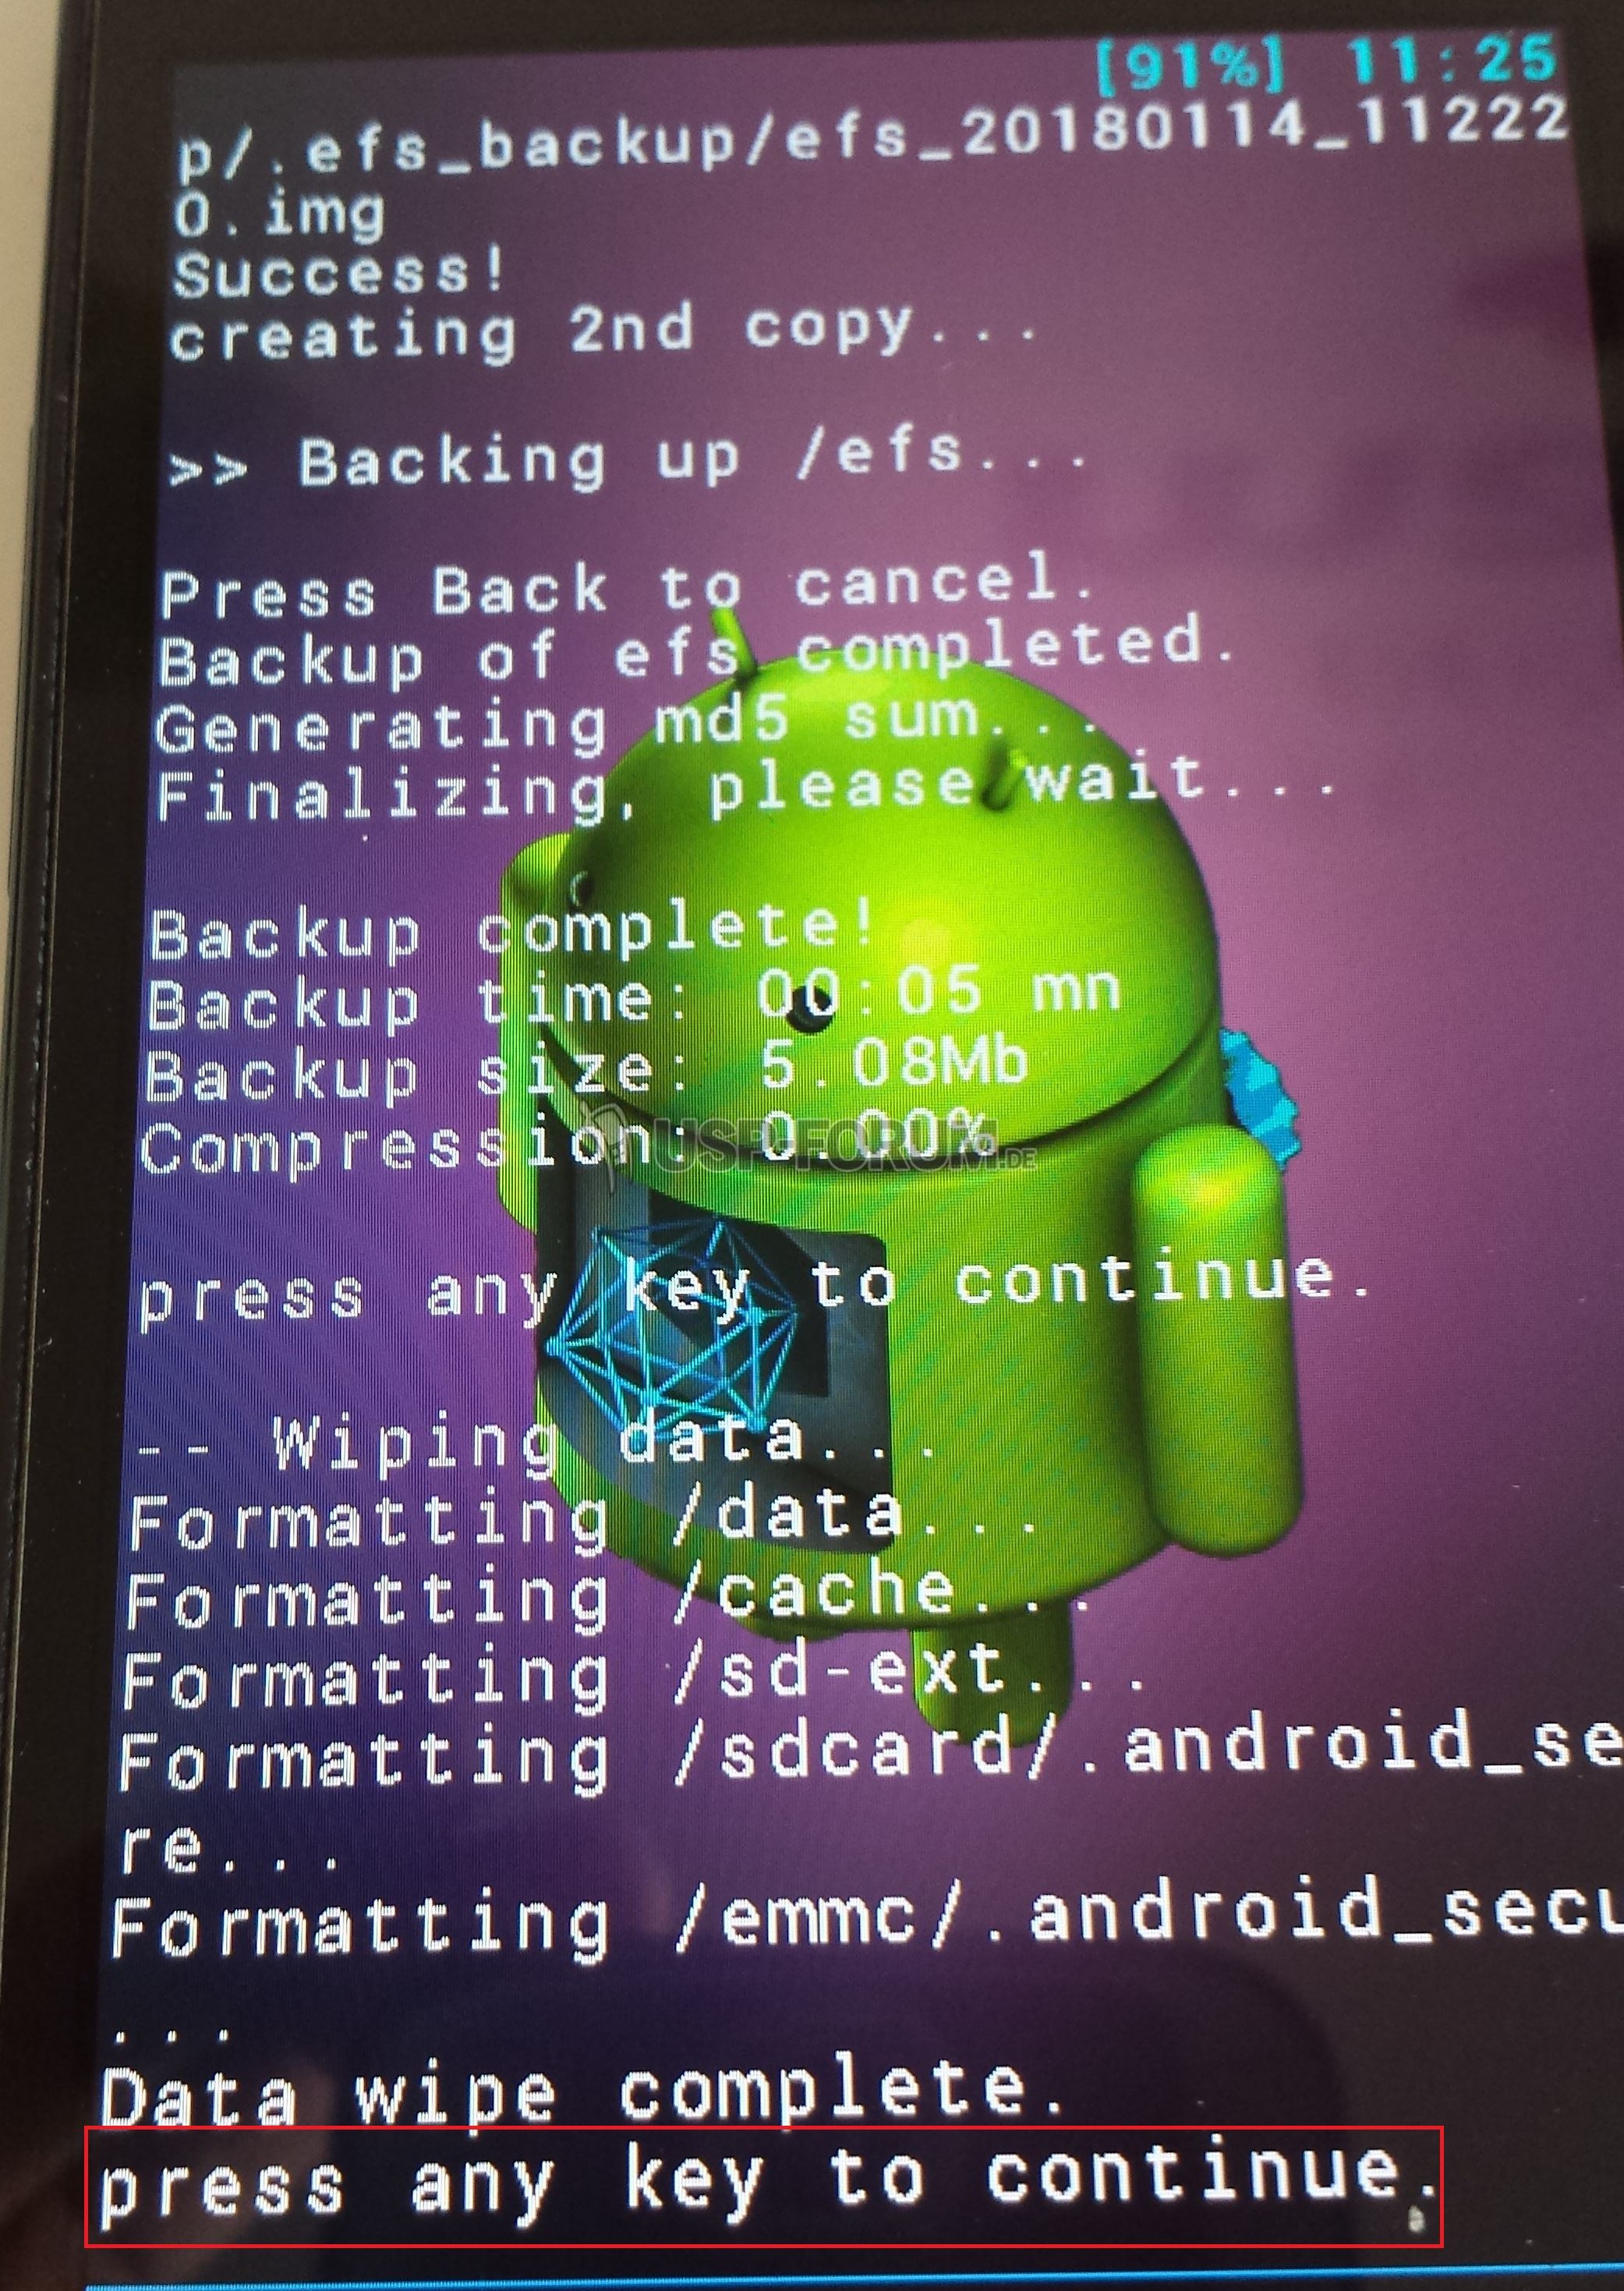 [91%] 11:25
p/.efs_backup/efs_20180114_11222
0.img
Success!
creating 2nd copy...
>> Backing up /efs...
Press Back to cancel.
Backup of efs completed.
Generating md5 sum...
Finalizing, please wait...
Backup complete!
Backup time: 00:05 mn
Backup size: 5.08Mb
Compression: 0.00%
USP-FORUM.DE
press any key to continue.
-- Wiping data...
Formatting /data...
Formatting /cache...
Formatting /sd-ext...
Formatting /sdcard/.android_se
re...
Formatting /emmc/.android_secu
...
Data wipe complete.
press any key to continue.